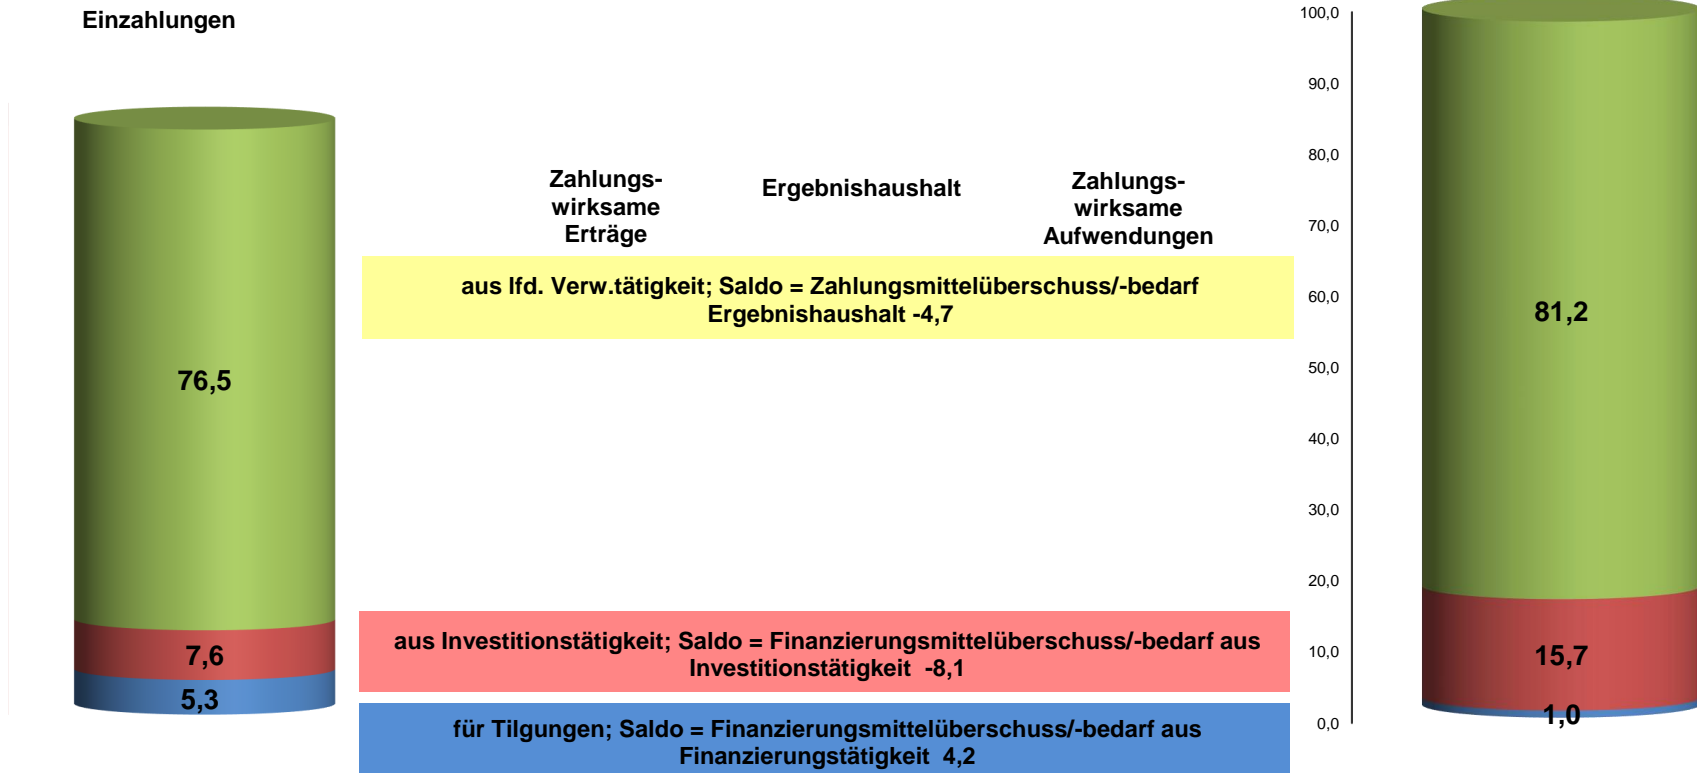 Einzahlungen
76,5
7,6
5,3
Zahlungs-
wirksame
Erträge
Ergebnishaushalt
Zahlungs-
wirksame
Aufwendungen
aus lfd. Verw.tätigkeit; Saldo = Zahlungsmittelüberschuss/-bedarf
Ergebnishaushalt -4,7
aus Investitionstätigkeit; Saldo = Finanzierungsmittelüberschuss/-bedarf aus
Investitionstätigkeit -8,1
für Tilgungen; Saldo = Finanzierungsmittelüberschuss/-bedarf aus
Finanzierungstätigkeit 4,2
100,0
90,0
80,0
70,0
60,0
50,0
40,0
30,0
20,0
10,0
0,0
81,2
15,7
1,0